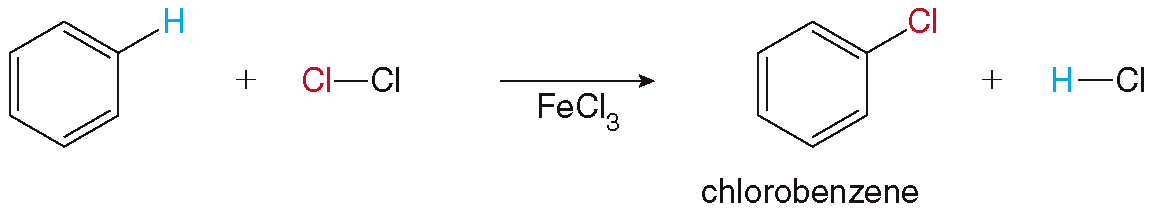 H Cl
+ Cl—Cl + H—Cl
FeCl3
chlorobenzene